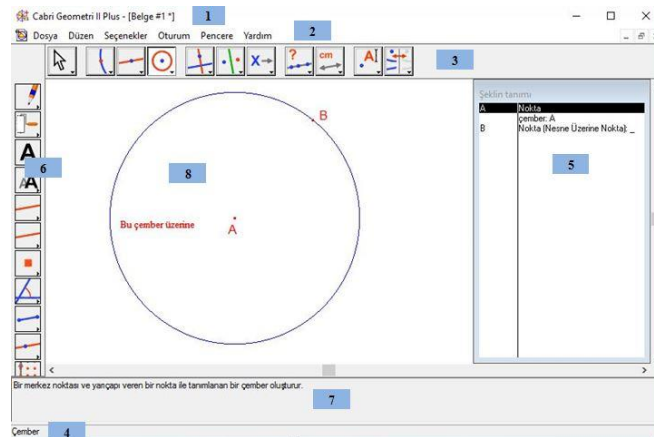 Cabri Geometri II Plus - [Belge #1 *]
1
Dosya Düzen Seçenekler Oturum Pencere Yardım
2
X
?
cm
A
3
Şeklin tanımı
A Nokta
çember: A
B Nokta (Nesne Üzerine Nokta): _
5
B
A
6
AA
8
Bu çember üzerine
A
Bir merkez noktası ve yarıçapı veren bir nokta ile tanımlanan bir çember oluşturur.
7
Çember
4